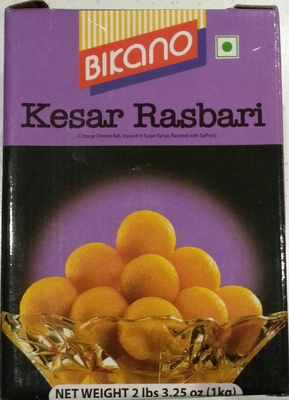 BIKANO
Kesar Rasbari
(Cottage Cheese Ball, dipped in Sugar Syrup, flavored with Saffron)
NET WEIGHT 2 lbs 3.25 oz (1kg)